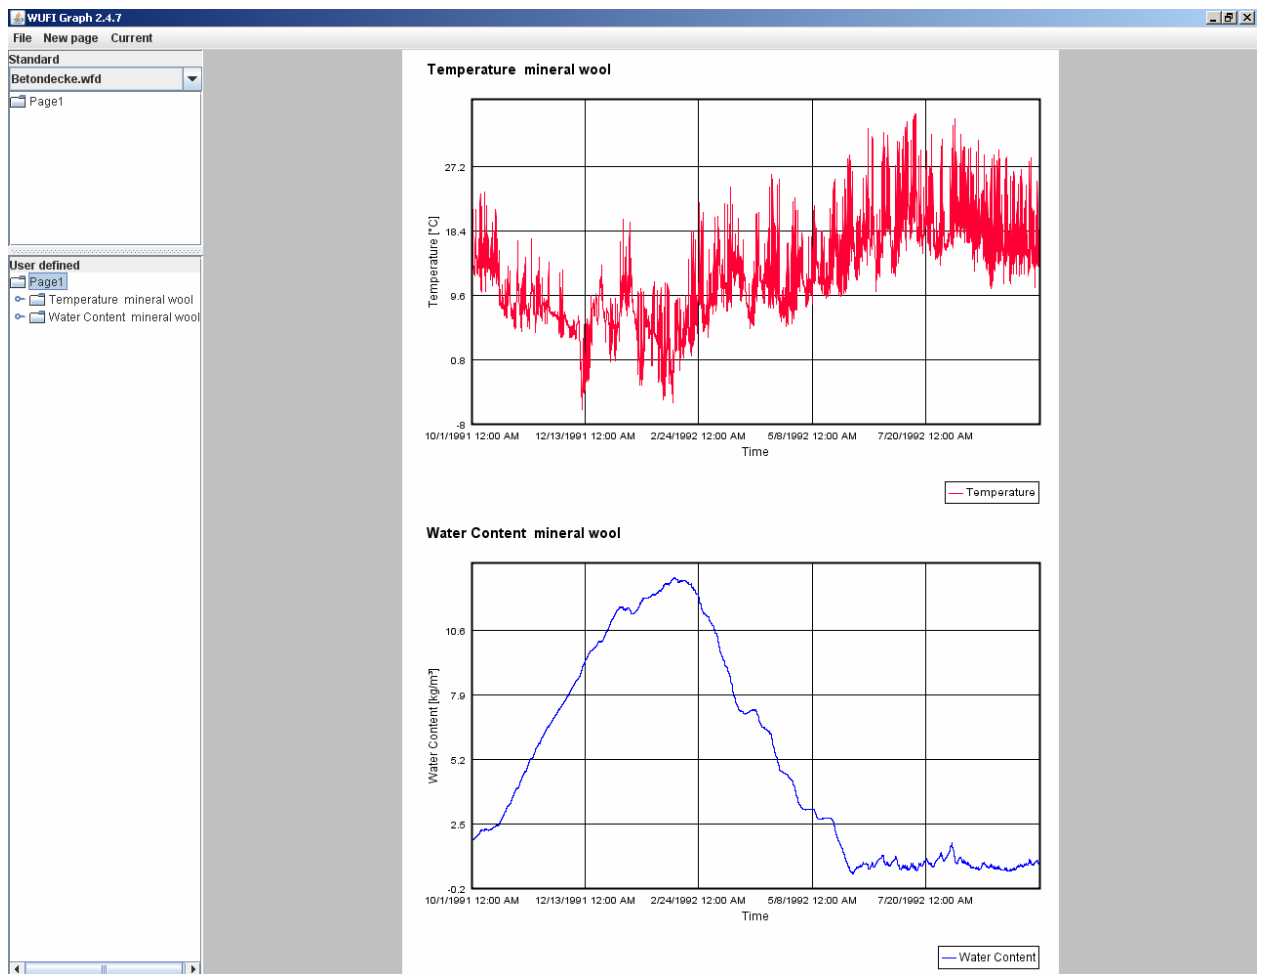 WUFI Graph 2.4.7
File New page Current
Standard
Betondecke.wfd
Page1
User defined
Page1
Temperature mineral wool
Water Content mineral wool
Temperature mineral wool
Temperature [°C]
27.2
18.4
9.6
0.8
-8
10/1/1991 12:00 AM 12/13/1991 12:00 AM 2/24/1992 12:00 AM 5/8/1992 12:00 AM 7/20/1992 12:00 AM
Time
Temperature
Water Content mineral wool
Water Content [kg/m³]
10.6
7.9
5.2
2.5
-0.2
10/1/1991 12:00 AM 12/13/1991 12:00 AM 2/24/1992 12:00 AM 5/8/1992 12:00 AM 7/20/1992 12:00 AM
Time
Water Content